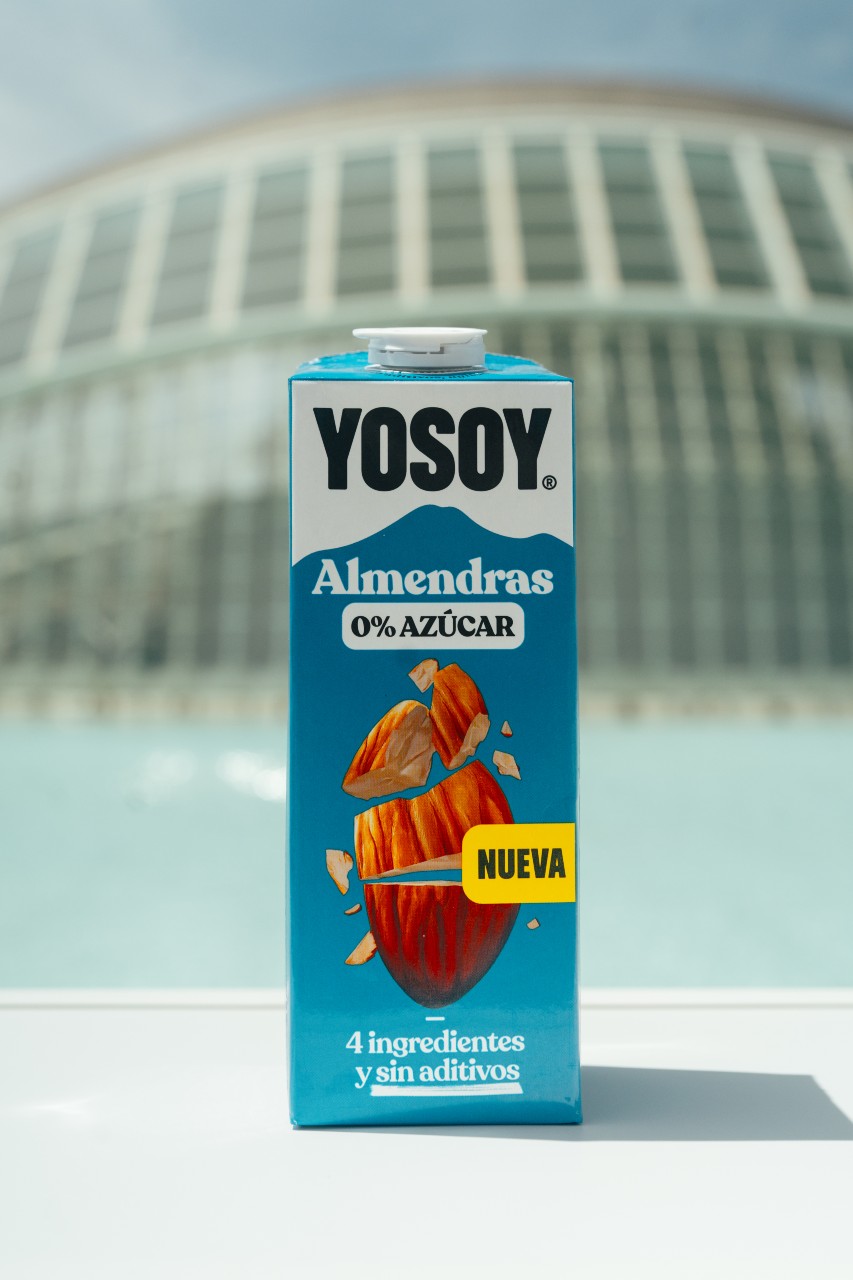 YOSOY®
Almendras
0% AZÚCAR
NUEVA
4 ingredientes
y sin aditivos